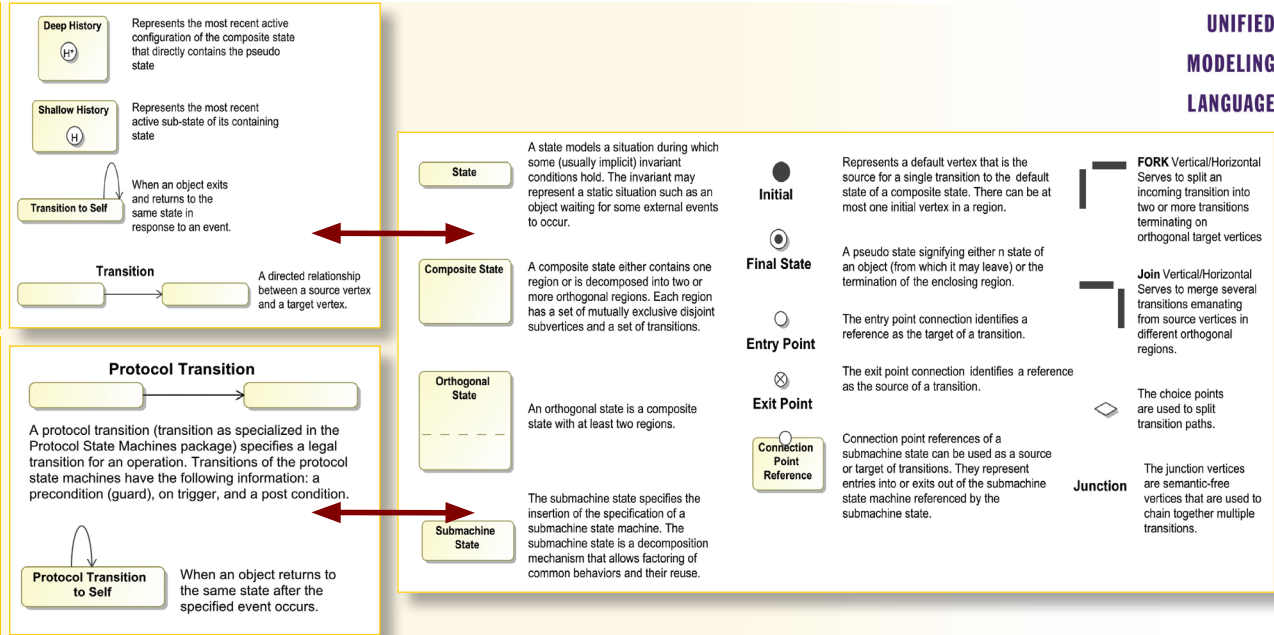 Deep History
H*
Represents the most recent active
configuration of the composite state
that directly contains the pseudo
state
Shallow History
H
Represents the most recent
active sub-state of its containing
state
Transition to Self
When an object exits
and returns to the
same state in
response to an event.
Transition
A directed relationship
between a source vertex
and a target vertex.
Protocol Transition
A protocol transition (transition as specialized in the
Protocol State Machines package) specifies a legal
transition for an operation. Transitions of the protocol
state machines have the following information: a
precondition (guard), on trigger, and a post condition.
Protocol Transition
to Self
When an object returns to
the same state after the
specified event occurs.
UNIFIED
MODELING
LANGUAGE
State
A state models a situation during which
some (usually implicit) invariant
conditions hold. The invariant may
represent a static situation such as an
object waiting for some external events
to occur.
Composite State
A composite state either contains one
region or is decomposed into two or
more orthogonal regions. Each region
has a set of mutually exclusive disjoint
subvertices and a set of transitions.
Orthogonal
State
An orthogonal state is a composite
state with at least two regions.
Submachine
State
The submachine state specifies the
insertion of the specification of a
submachine state machine. The
submachine state is a decomposition
mechanism that allows factoring of
common behaviors and their reuse.
Initial
Represents a default vertex that is the
source for a single transition to the default
state of a composite state. There can be at
most one initial vertex in a region.
Final State
A pseudo state signifying either n state of
an object (from which it may leave) or the
termination of the enclosing region.
Entry Point
The entry point connection identifies a
reference as the target of a transition.
Exit Point
The exit point connection identifies a reference
as the source of a transition.
Connection
Point
Reference
Connection point references of a
submachine state can be used as a source
or target of transitions. They represent
entries into or exits out of the submachine
state machine referenced by the
submachine state.
FORK Vertical/Horizontal
Serves to split an
incoming transition into
two or more transitions
terminating on
orthogonal target vertices
Join Vertical/Horizontal
Serves to merge several
transitions emanating
from source vertices in
different orthogonal
regions.
The choice points
are used to split
transition paths.
Junction
The junction vertices
are semantic-free
vertices that are used to
chain together multiple
transitions.